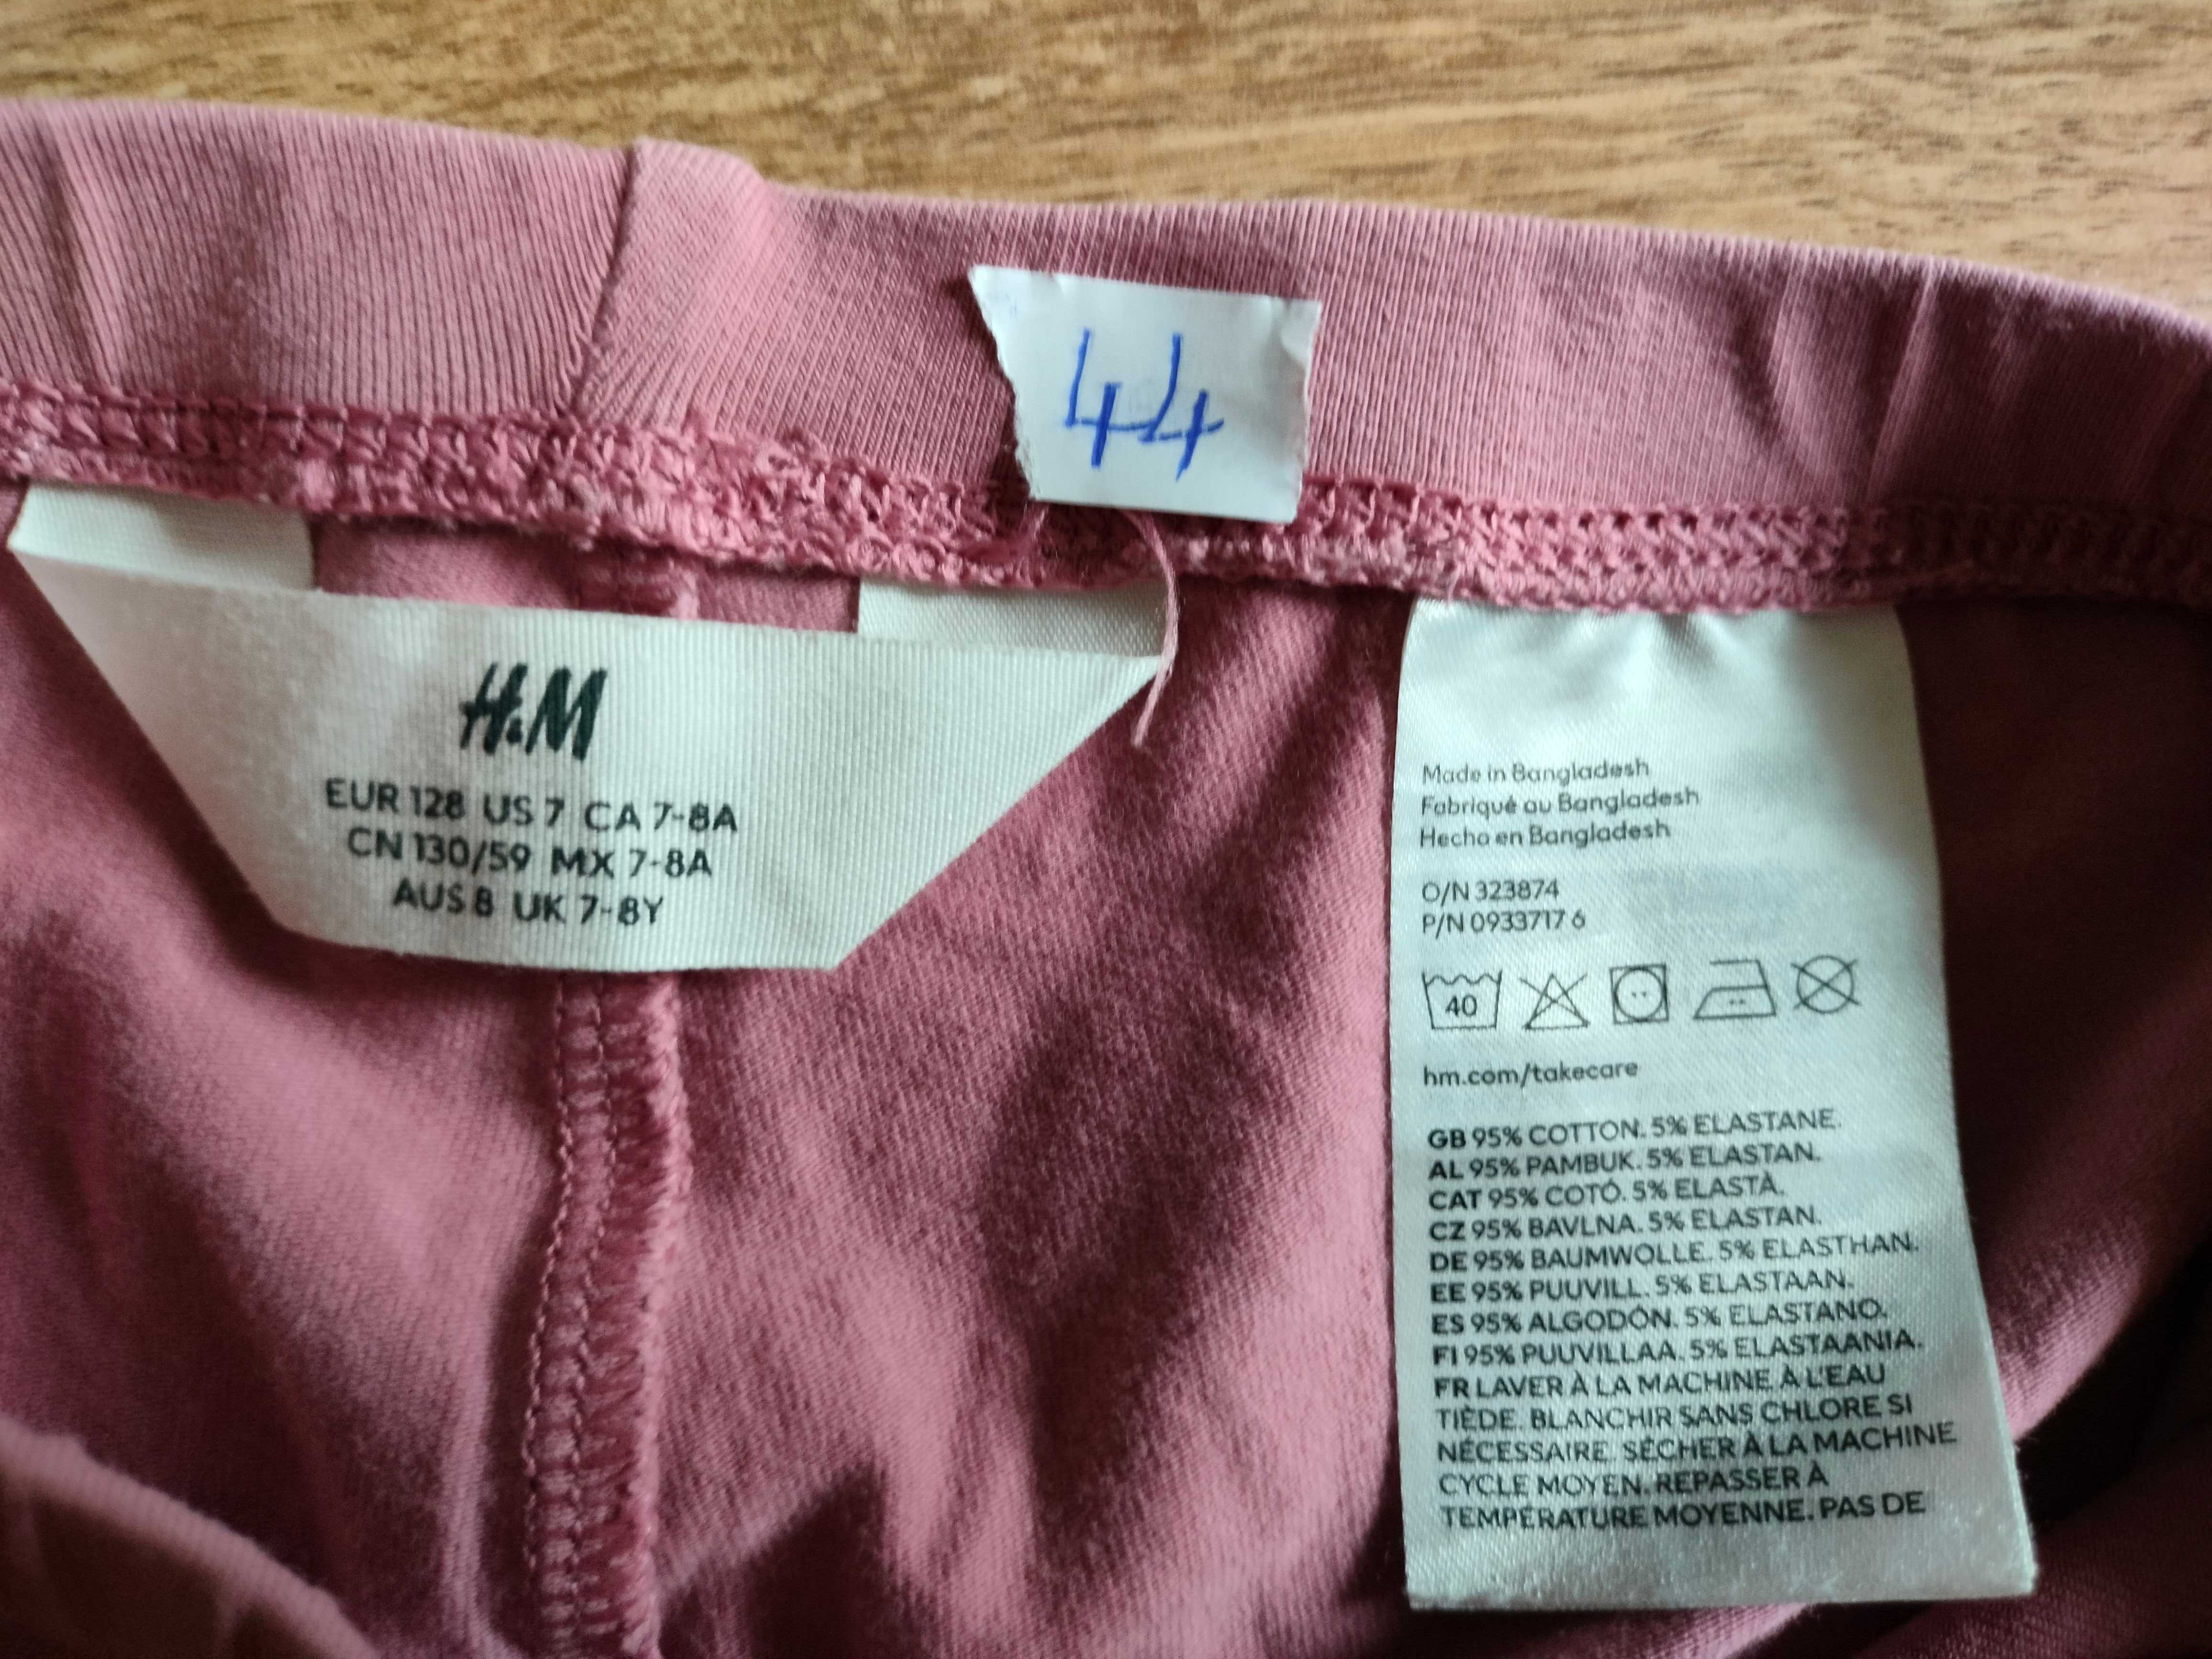 44
H&M
EUR 128 US 7 CA 7-8A
CN 130/59 MX 7-8A
AUS 8 UK 7-8Y
Made in Bangladesh
Fabriqué au Bangladesh
Hecho en Bangladesh
O/N 323874
P/N 0933717 6
40
hm.com/takecare
GB 95% COTTON. 5% ELASTANE.
AL 95% PAMBUK. 5% ELASTAN.
CAT 95% COTÓ. 5% ELASTÀ.
CZ 95% BAVLNA. 5% ELASTAN.
DE 95% BAUMWOLLE. 5% ELASTHAN.
EE 95% PUUVILL. 5% ELASTAAN.
ES 95% ALGODÓN. 5% ELASTANO.
FI 95% PUUVILLAA. 5% ELASTAANIA.
FR LAVER À LA MACHINE À L'EAU
TIÈDE. BLANCHIR SANS CHLORE SI
NÉCESSAIRE. SÉCHER À LA MACHINE
CYCLE MOYEN. REPASSER À
TEMPÉRATURE MOYENNE. PAS DE